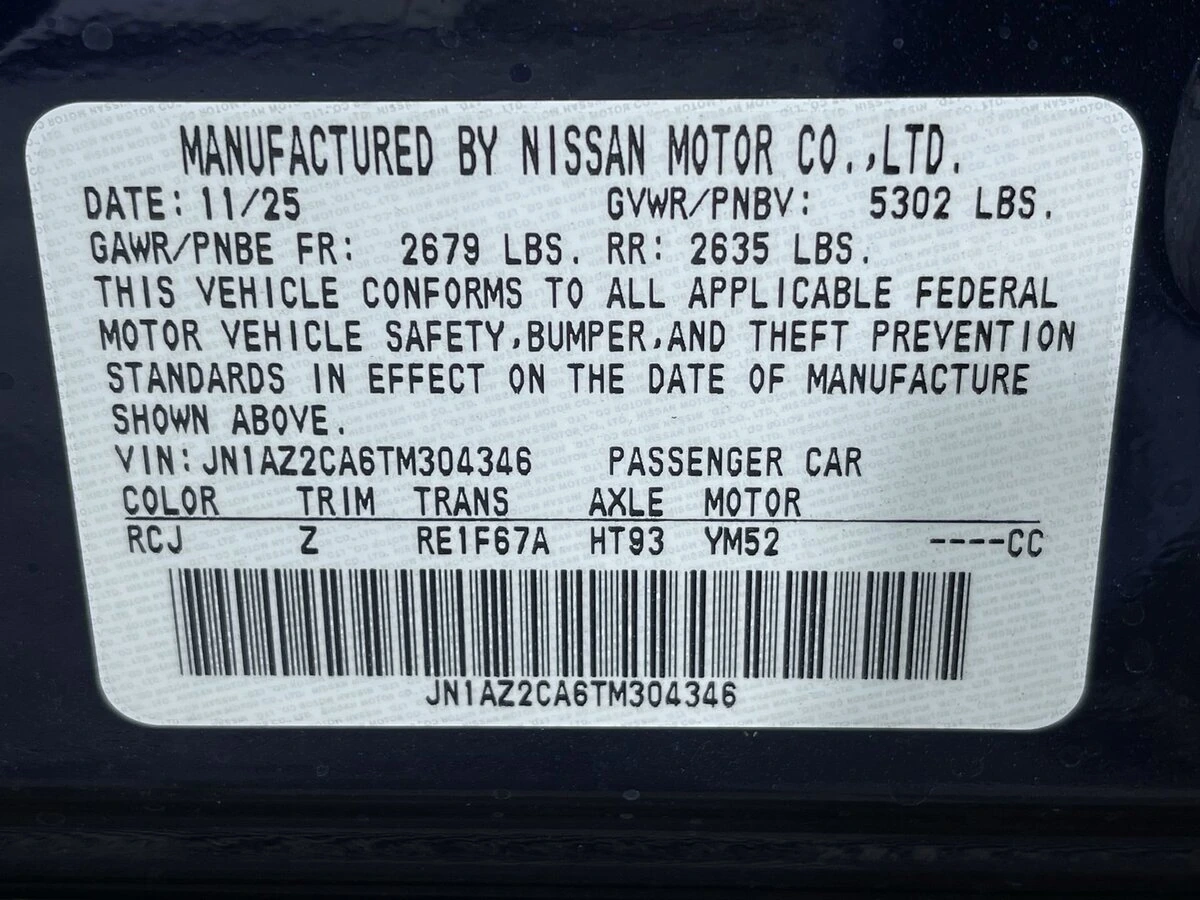 MANUFACTURED BY NISSAN MOTOR CO.,LTD.
DATE: 11/25 GVWR/PNBV: 5302 LBS.
GAWR/PNBE FR: 2679 LBS. RR: 2635 LBS.
THIS VEHICLE CONFORMS TO ALL APPLICABLE FEDERAL
MOTOR VEHICLE SAFETY,BUMPER,AND THEFT PREVENTION
STANDARDS IN EFFECT ON THE DATE OF MANUFACTURE
SHOWN ABOVE.
VIN:JN1AZ2CA6TM304346 PASSENGER CAR
COLOR TRIM TRANS AXLE MOTOR
RCJ Z RE1F67A HT93 YM52 ----CC
JN1AZ2CA6TM304346